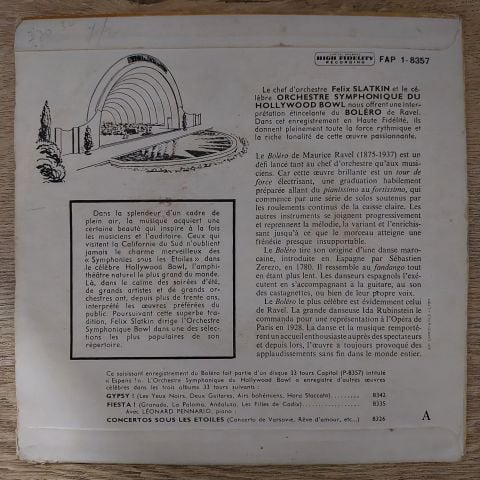 HIGH FIDELITY
RECORDING
FAP 1-8357
Le chef d'orchestre Felix SLATKIN et le cé-
lèbre ORCHESTRE SYMPHONIQUE DU
HOLLYWOOD BOWL nous offrent une inter-
prétation étincelante du BOLÉRO de Ravel.
Dans cet enregistrement en Haute Fidélité, ils
donnent pleinement toute la force rythmique et
la riche tonalité de cette œuvre passionnante.
Le Boléro de Maurice Ravel (1875-1937) est un
défi lancé tant au chef d'orchestre qu'aux musi-
ciens. Car cette œuvre brillante est un tour de
force électrisant, une graduation habilement
préparée allant du pianissimo au fortissimo, qui
commence par une série de solos soutenus par
les roulements continus de la caisse claire. Les
autres instruments se joignent progressivement
et reprennent la mélodie, la variant et l'enrichis-
sant jusqu'à ce que le morceau atteigne une
frénésie presque insupportable.
Le Boléro tire son origine d'une danse maro-
caine, introduite en Espagne par Sébastien
Zerezo, en 1780. Il ressemble au fandango tout
en étant plus lent. Les danseurs espagnols l'exé-
cutent en s'accompagnant à la guitare, au son
des castagnettes, ou bien de leur propre voix.
Le Boléro le plus célèbre est évidemment celui
de Ravel. La grande danseuse Ida Rubinstein le
commanda pour une représentation à l'Opéra de
Paris en 1928. La danse et la musique remportè-
rent un accueil enthousiaste auprès des spectateurs
et depuis lors, l'œuvre a toujours provoqué des
applaudissements sans fin dans le monde entier.
Dans la splendeur d'un cadre de
plein air, la musique acquiert une
certaine beauté qui inspire à la fois
les musiciens et l'auditoire. Ceux qui
visitent la Californie du Sud n'oublient
jamais le charme merveilleux des
« Symphonies sous les Etoiles » dans
le célèbre Hollywood Bowl, l'amphi-
théâtre naturel le plus grand du monde.
Là, dans le calme des soirées d'été,
de grands artistes et de grands or-
chestres ont, depuis plus de trente ans,
interprété les œuvres préférées du
public. Poursuivant cette superbe tra-
dition, Felix Slatkin dirige l'Orchestre
Symphonique Bowl dans une des sélec-
tions les plus populaires de son
répertoire.
Ce saisissant enregistrement du Boléro fait partie d'un disque 33 tours Capitol (P-8357) intitulé
« Espana !». L'Orchestre Symphonique du Hollywood Bowl a enregistré d'autres œuvres
célèbres dans les trois albums 33 tours suivants :
GYPSY ! (Les Yeux Noirs, Deux Guitares, Airs bohémiens, Hora Staccato)......... 8342
FIESTA ! (Granada, La Paloma, Andaluza, Les Filles de Cadix).................. 8335
Avec LÉONARD PENNARIO, piano :
CONCERTOS SOUS LES ETOILES (Concerto de Varsovie, Rêve d'amour, etc...) 8326
A